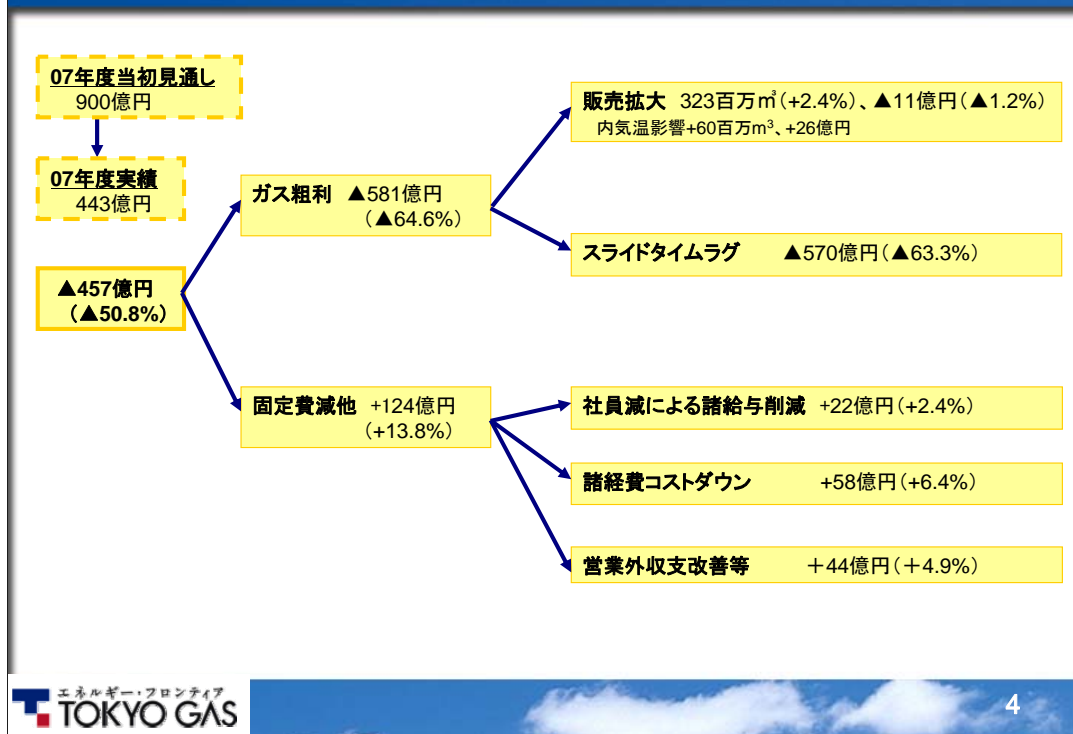 07年度当初見通し
900億円
07年度実績
443億円
▲457億円
(▲50.8%)
ガス粗利 ▲581億円
(▲64.6%)
固定費減他 +124億円
(+13.8%)
販売拡大 323百万㎥(+2.4%)、▲11億円(▲1.2%)
内気温影響+60百万m³、+26億円
スライドタイムラグ ▲570億円(▲63.3%)
社員減による諸給与削減 +22億円(+2.4%)
諸経費コストダウン +58億円(+6.4%)
営業外収支改善等 +44億円(+4.9%)
エネルギー・フロンティア
TOKYO GAS
4